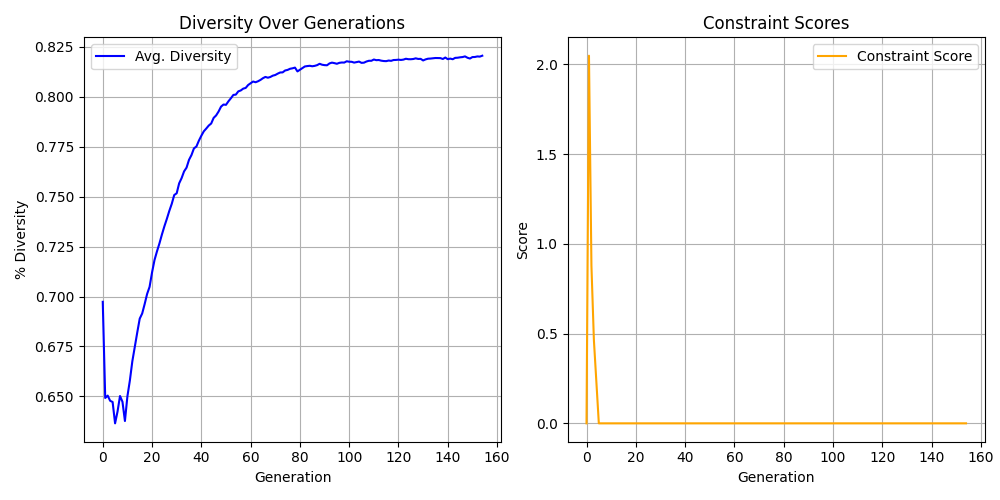 Diversity Over Generations
Avg. Diversity
% Diversity
0.825
0.800
0.775
0.750
0.725
0.700
0.675
0.650
0 20 40 60 80 100 120 140 160
Generation
Constraint Scores
Constraint Score
Score
2.0
1.5
1.0
0.5
0.0
0 20 40 60 80 100 120 140 160
Generation